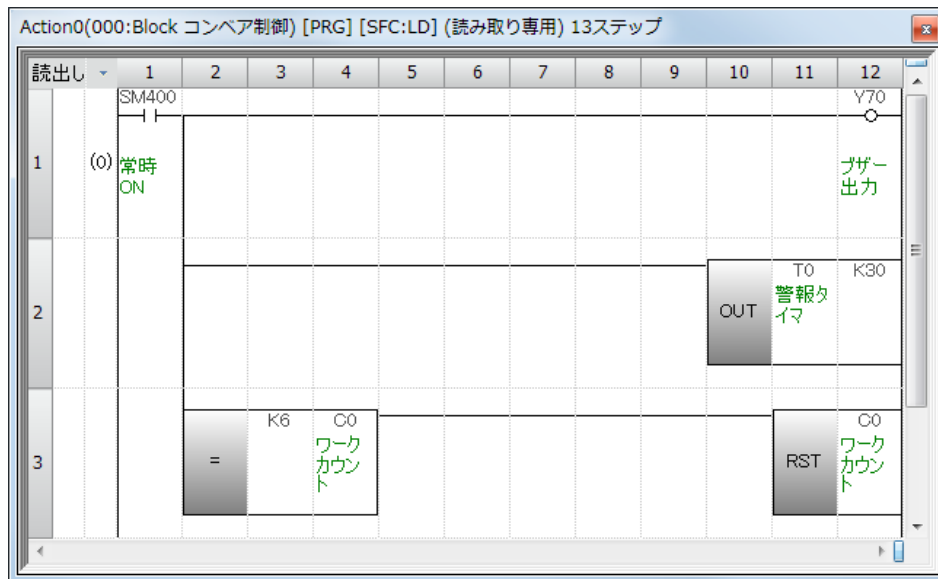 Action0(000:Block コンベア制御) [PRG] [SFC:LD] (読み取り専用) 13ステップ
読出し 1 2 3 4 5 6 7 8 9 10 11 12
SM400 Y70
1 (0) 常時 ブザー
ON 出力
T0 K30
警報タ
2 OUT イマ
K6 C0 C0
ワーク ワーク
3 = カウン RST カウン
ト ト